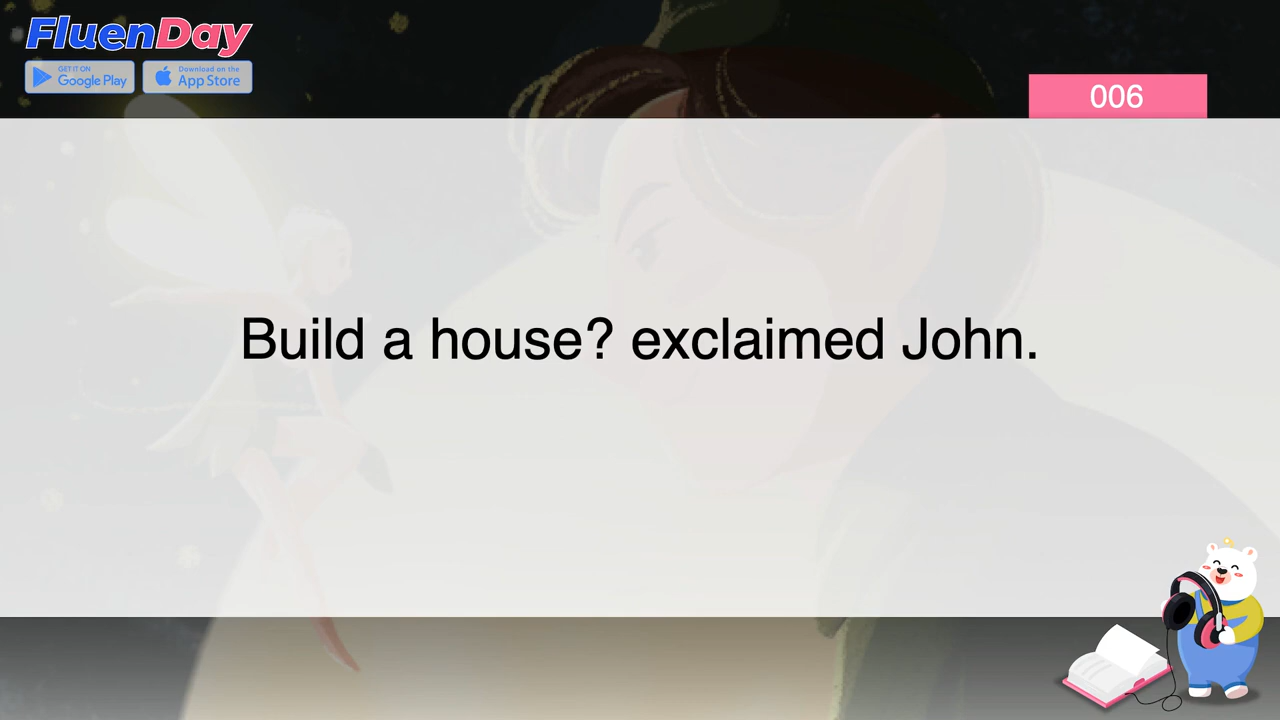 FluenDay
GET IT ON
Google Play
Download on the
App Store
006
Build a house? exclaimed John.